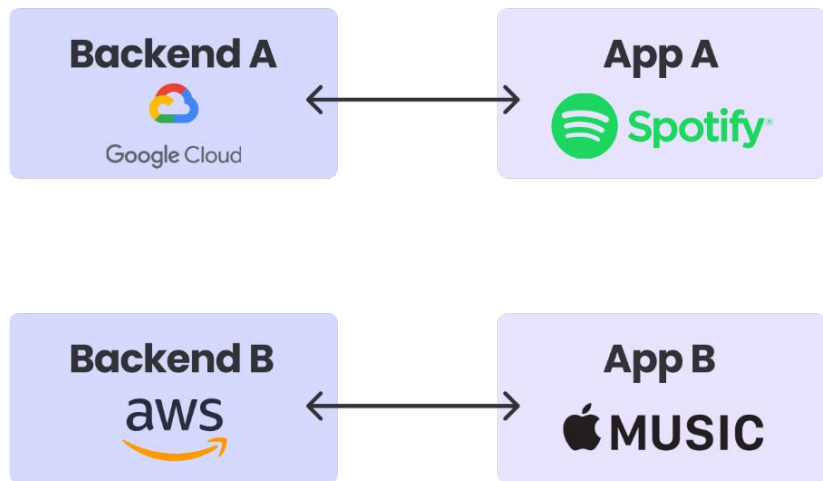 Backend A
Google Cloud
App A
Spotify®
Backend B
aws
App B
MUSIC